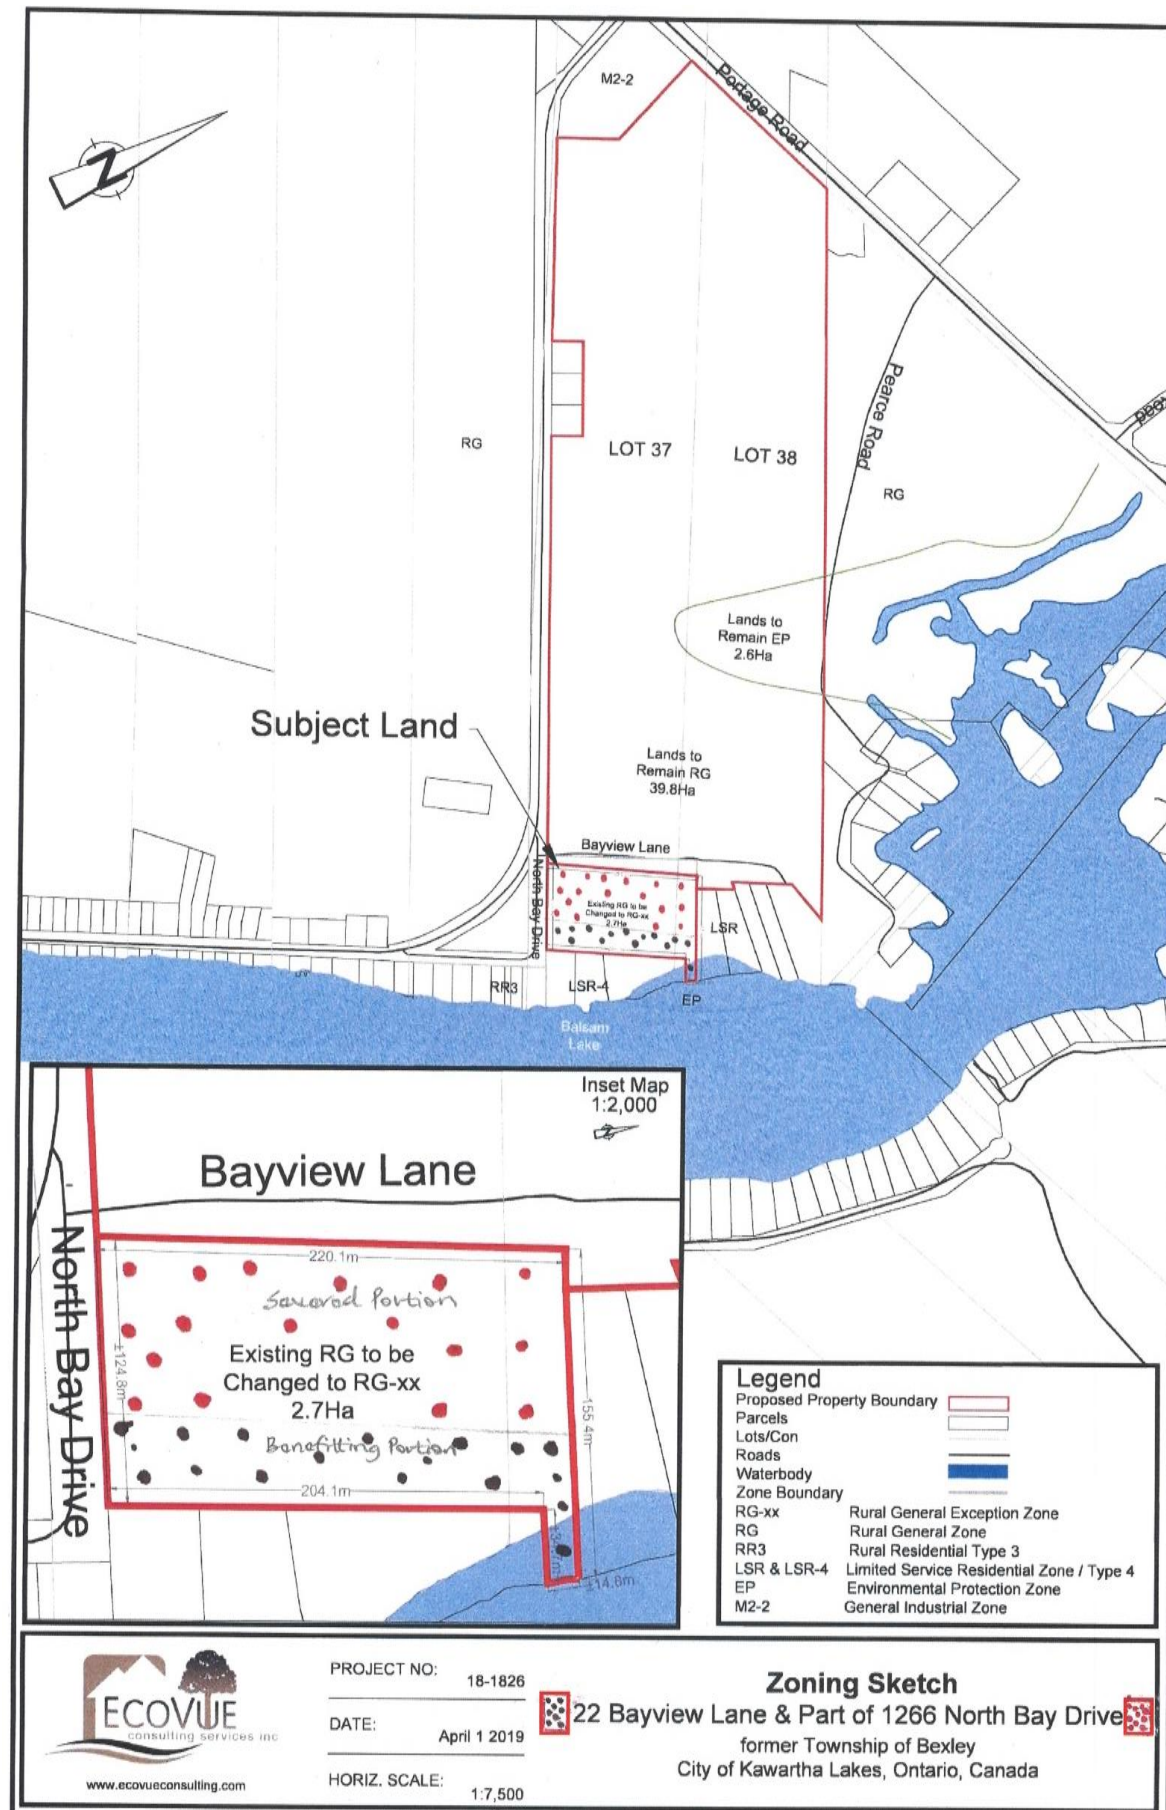 M2-2
Portage Road
N
RG
LOT 37
LOT 38
Pearce Road
RG
Lands to
Remain EP
2.6Ha
Subject Land
Lands to
Remain RG
39.8Ha
Bayview Lane
North Bay Drive
Existing RG to be
Changed to RG-xx
2.7Ha
LSR
RR3
LSR-4
EP
Balsam
Lake
Inset Map
1:2,000
Bayview Lane
North Bay Drive
220.1m
Severed Portion
Existing RG to be
Changed to RG-xx
2.7Ha
±124.8m
155.4m
Benefitting Portion
204.1m
±14.8m
Legend
Proposed Property Boundary
Parcels
Lots/Con
Roads
Waterbody
Zone Boundary
RG-xx Rural General Exception Zone
RG Rural General Zone
RR3 Rural Residential Type 3
LSR & LSR-4 Limited Service Residential Zone / Type 4
EP Environmental Protection Zone
M2-2 General Industrial Zone
ECOVUE
consulting services inc
www.ecovueconsulting.com
PROJECT NO: 18-1826
DATE: April 1 2019
HORIZ. SCALE: 1:7,500
Zoning Sketch
22 Bayview Lane & Part of 1266 North Bay Drive
former Township of Bexley
City of Kawartha Lakes, Ontario, Canada